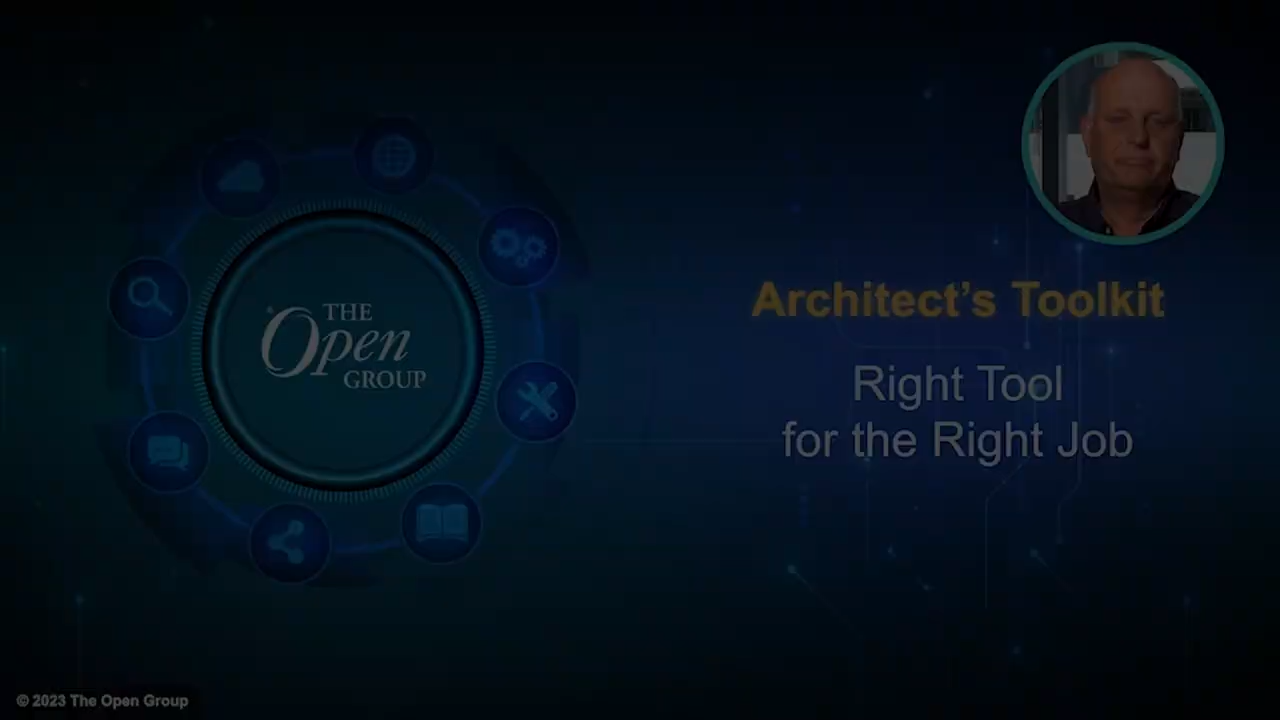 THE
Open
GROUP
Architect's Toolkit
Right Tool
for the Right Job
© 2023 The Open Group